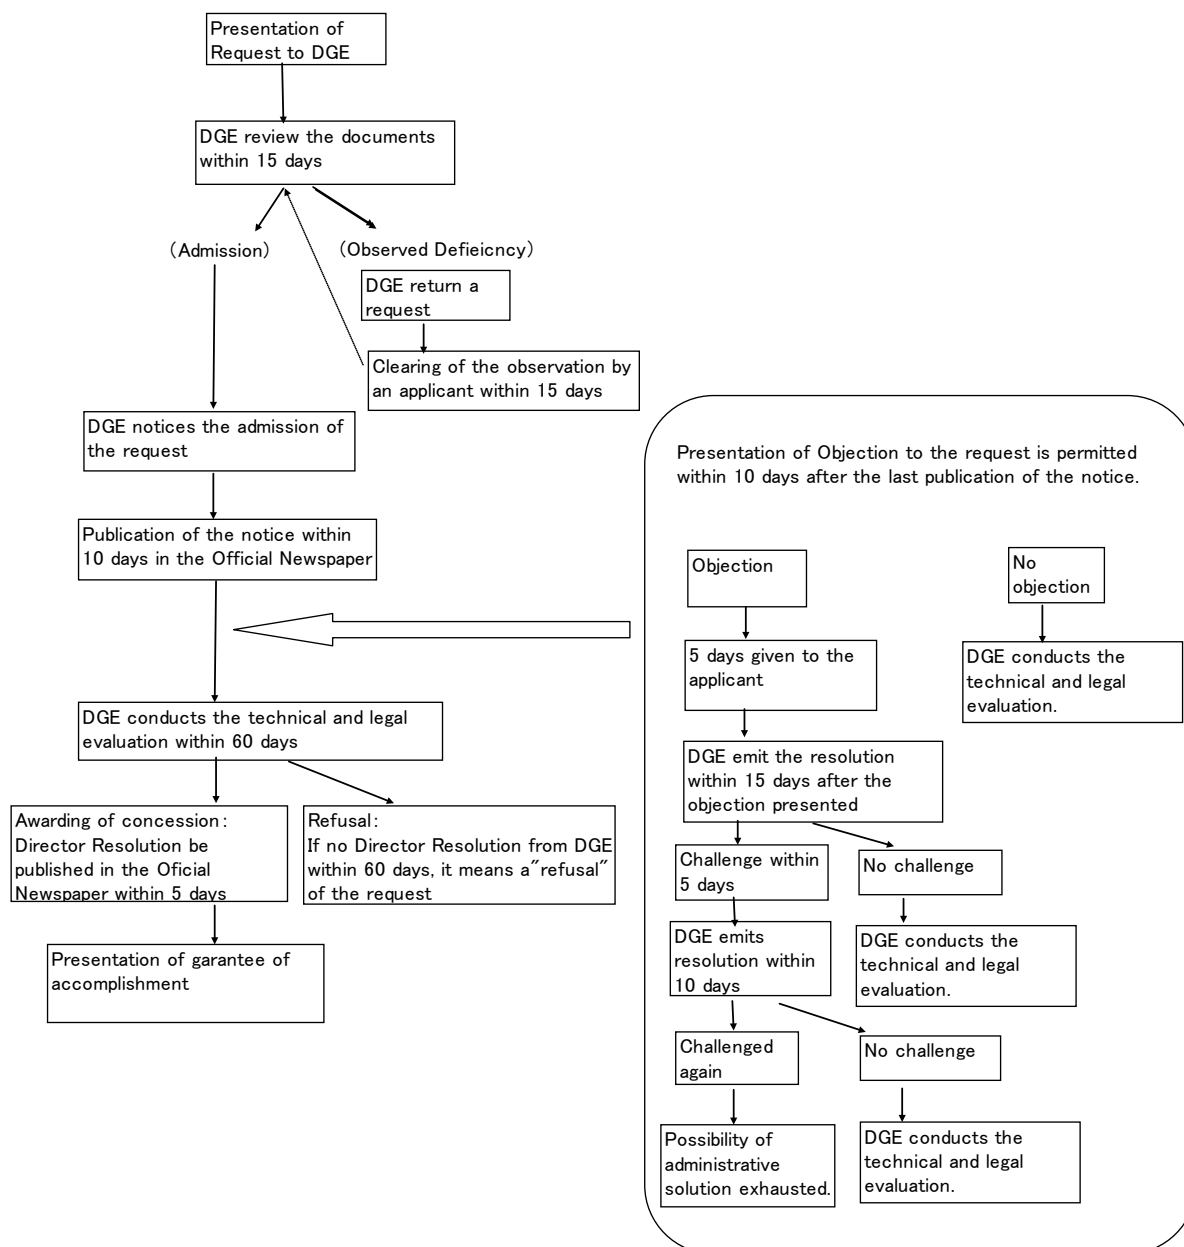 Presentation of
Request to DGE
DGE review the documents
within 15 days
(Admission)
(Observed Defieicncy)
DGE return a
request
Clearing of the observation by
an applicant within 15 days
DGE notices the admission of
the request
Publication of the notice within
10 days in the Official Newspaper
DGE conducts the technical and legal
evaluation within 60 days
Awarding of concession:
Director Resolution be
published in the Oficial
Newspaper within 5 days
Refusal:
If no Director Resolution from DGE
within 60 days, it means a"refusal"
of the request
Presentation of garantee of
accomplishment
Presentation of Objection to the request is permitted
within 10 days after the last publication of the notice.
Objection
No
objection
5 days given to the
applicant
DGE conducts the
technical and legal
evaluation.
DGE emit the resolution
within 15 days after the
objection presented
Challenge within
5 days
No challenge
DGE emits
resolution within
10 days
DGE conducts the
technical and legal
evaluation.
Challenged
again
No challenge
Possibility of
administrative
solution exhausted.
DGE conducts the
technical and legal
evaluation.